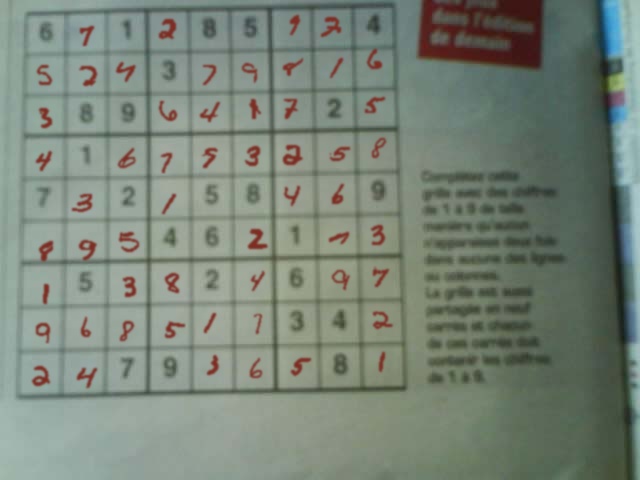 dans l'édition
de demain
6 7 1 2 8 5 9 3 4
5 2 4 3 7 9 8 1 6
3 8 9 6 4 1 7 2 5
4 1 6 7 9 3 2 5 8
7 3 2 1 5 8 4 6 9
8 9 5 4 6 2 1 7 3
1 5 3 8 2 4 6 9 7
9 6 8 5 1 7 3 4 2
2 4 7 9 3 6 5 8 1
Complétez cette
grille avec des chiffres
de 1 à 9 de telle
manière qu'aucun
n'apparaisse deux fois
dans aucune des lignes
ou colonnes.
La grille est aussi
partagée en neuf
carrés et chacun
de ces carrés doit
contenir les chiffres
de 1 à 9.